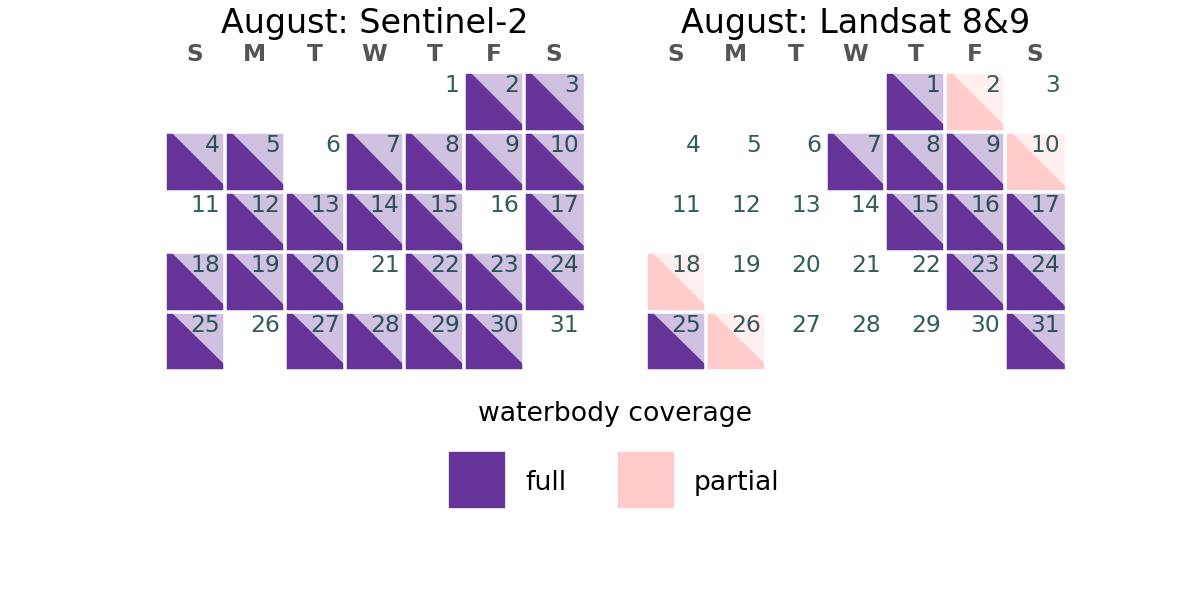 August: Sentinel-2
S M T W T F S
1 2 3
4 5 6 7 8 9 10
11 12 13 14 15 16 17
18 19 20 21 22 23 24
25 26 27 28 29 30 31
August: Landsat 8&9
S M T W T F S
1 2 3
4 5 6 7 8 9 10
11 12 13 14 15 16 17
18 19 20 21 22 23 24
25 26 27 28 29 30 31
waterbody coverage
full
partial